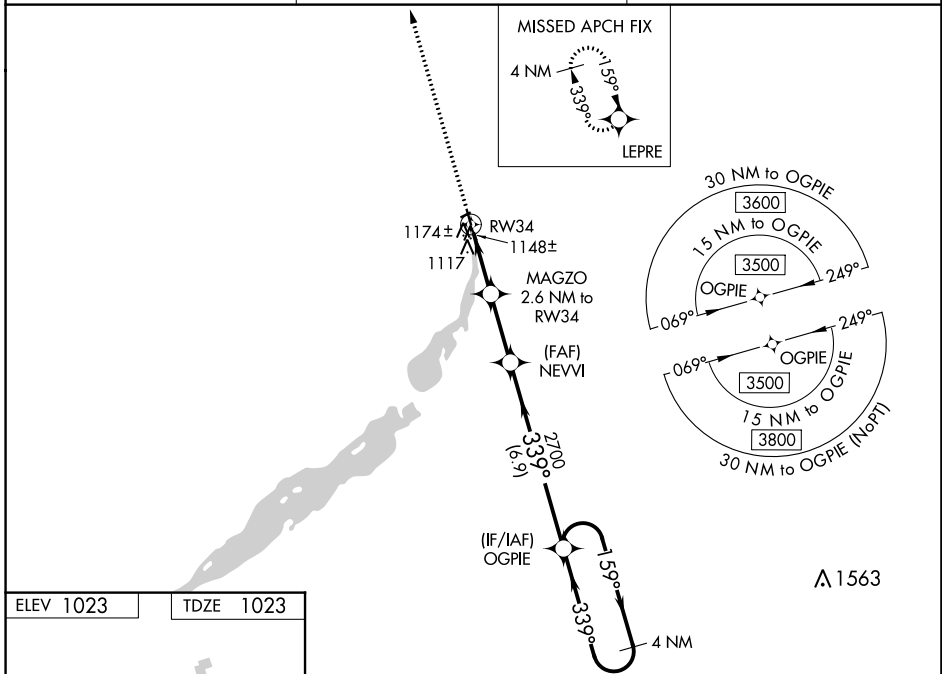 MISSED APCH FIX
4 NM
159°
339°
LEPRE
30 NM to OGPIE
3600
15 NM to OGPIE
3500
OGPIE
249°
069°
249°
069°
OGPIE
3500
15 NM to OGPIE
3800
30 NM to OGPIE (NoPT)
1174±
RW34
1148±
1117
MAGZO
2.6 NM to
RW34
(FAF)
NEVVI
2700
339°
(6.9)
(IF/IAF)
OGPIE
159°
339°
4 NM
1563
ELEV 1023
TDZE 1023